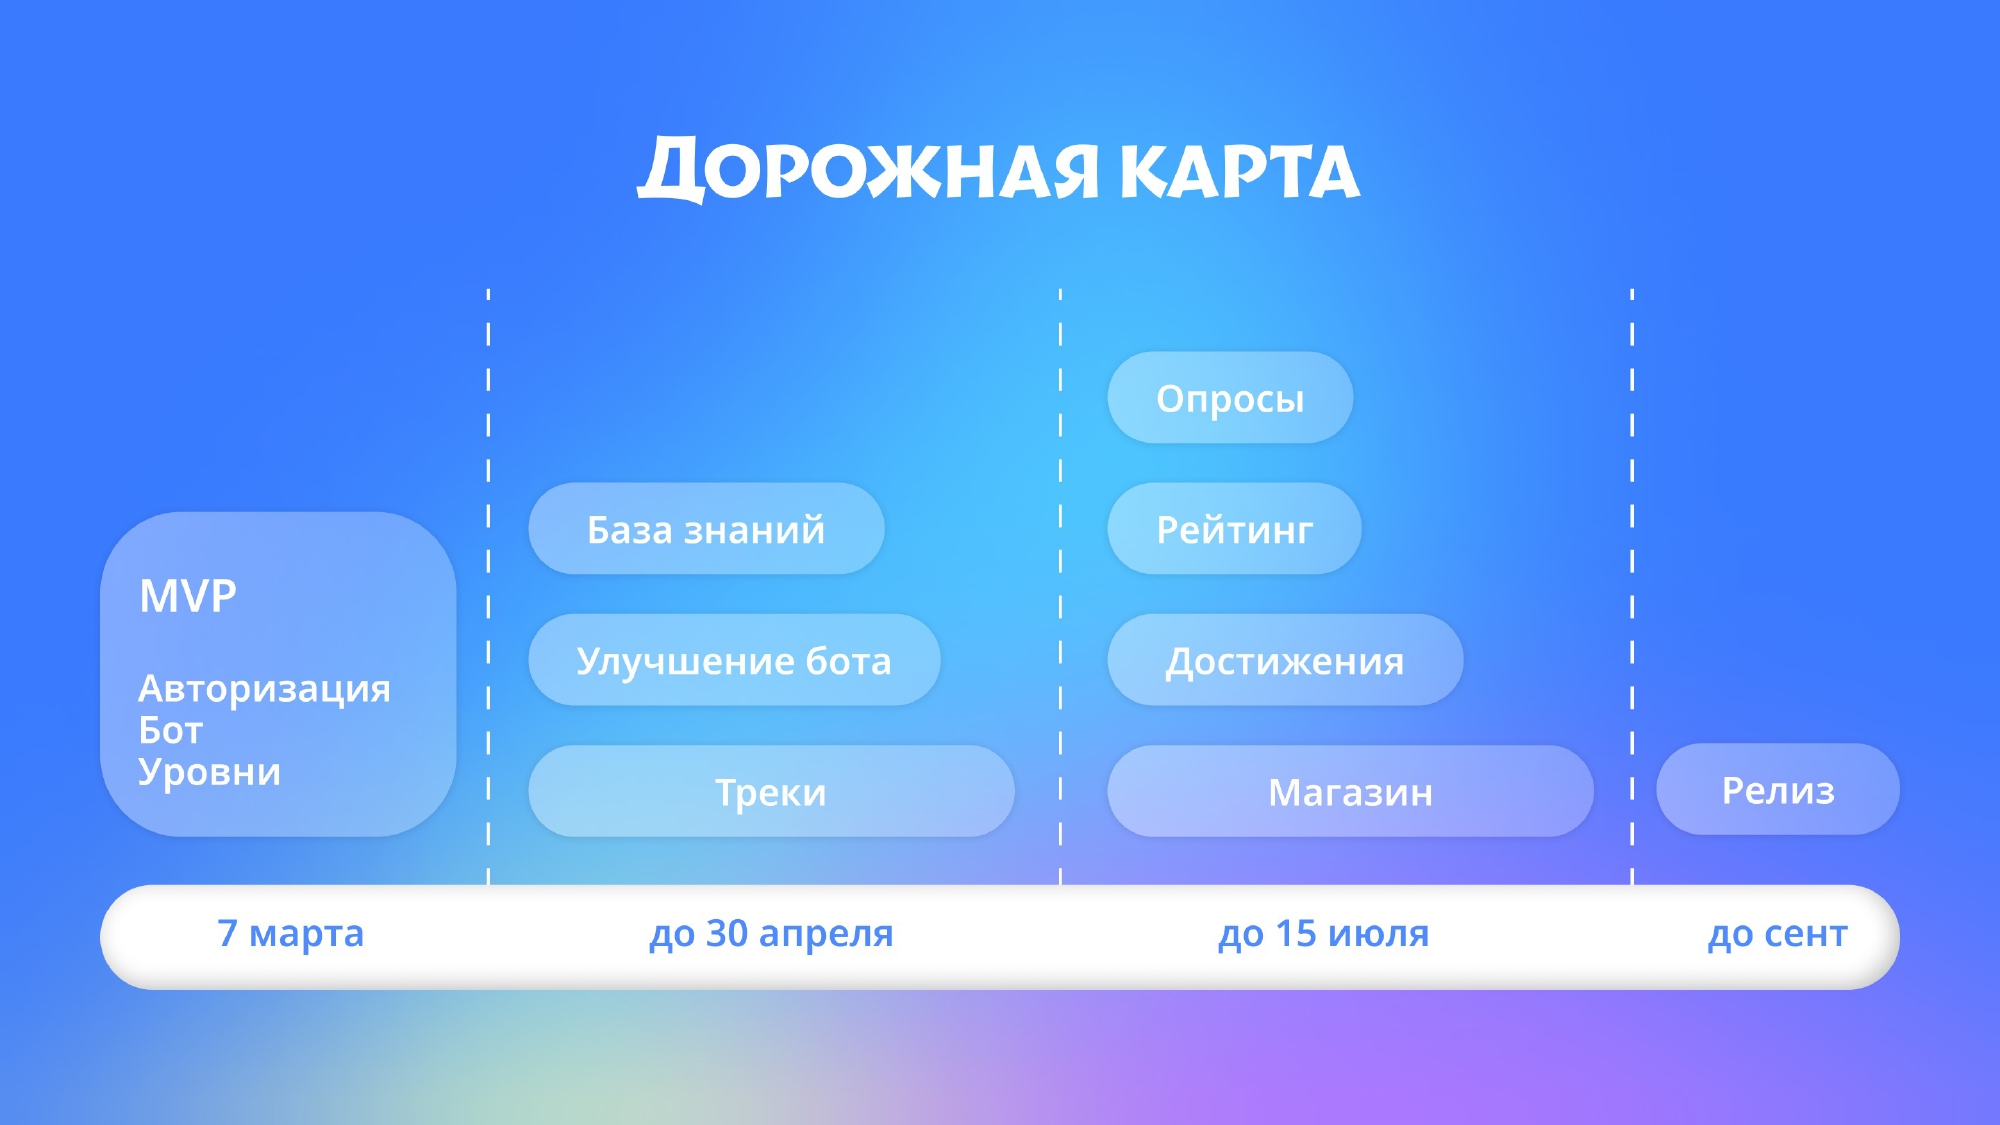 Дорожная карта
MVP
Авторизация
Бот
Уровни
База знаний
Улучшение бота
Треки
Опросы
Рейтинг
Достижения
Магазин
Релиз
7 марта
до 30 апреля
до 15 июля
до сент